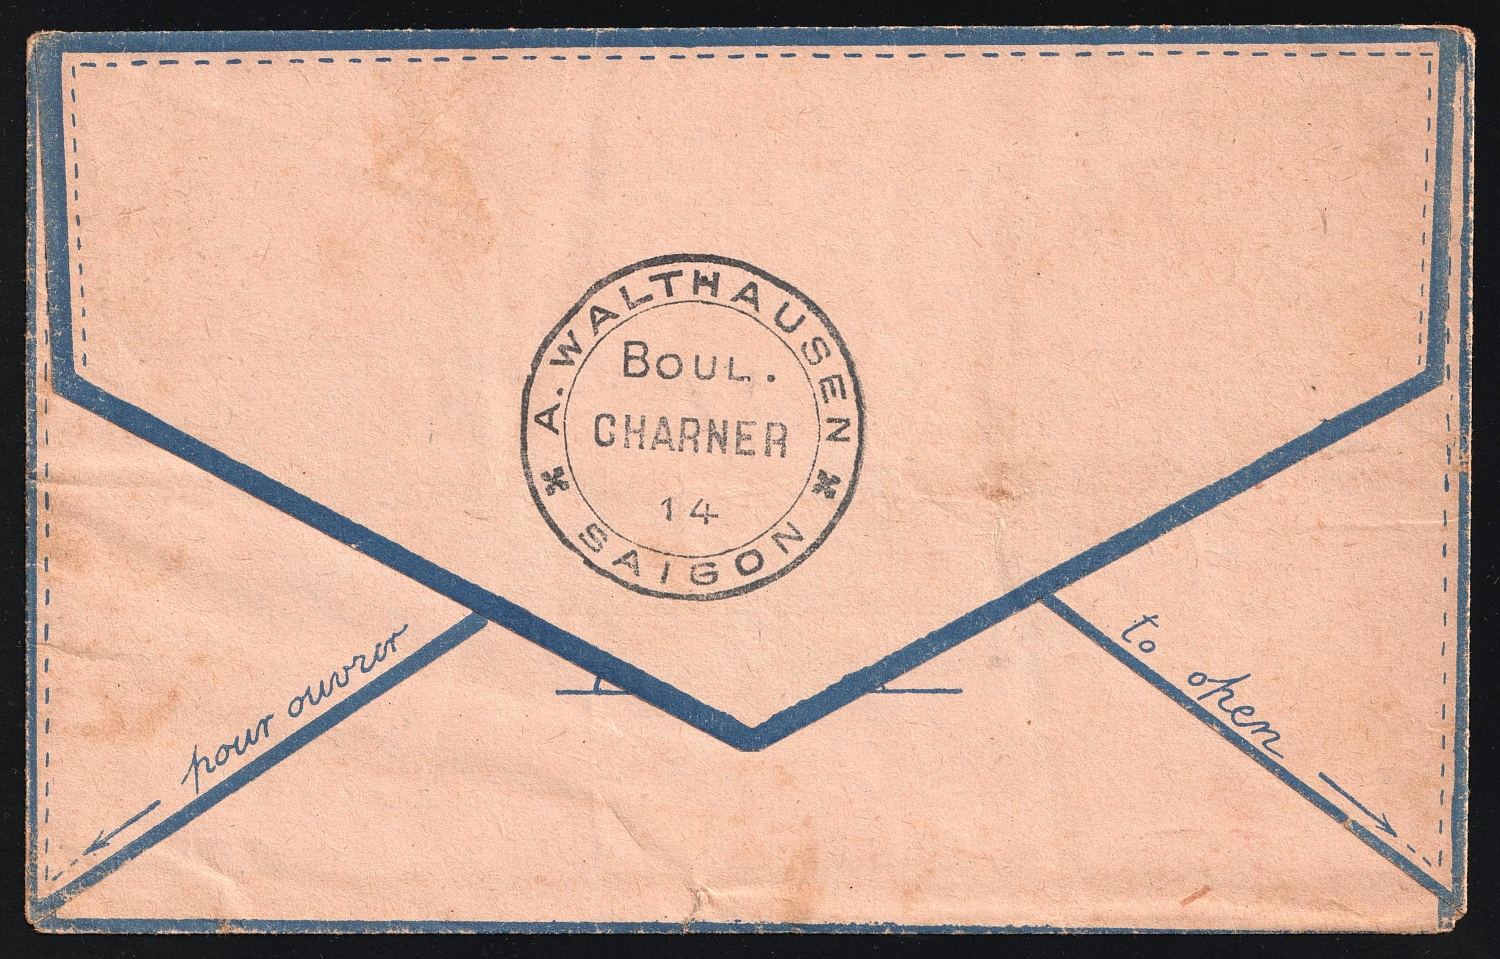 A. WALTHAUSEN
BOUL.
CHARNER
14
SAIGON
pour ouvrir
to open